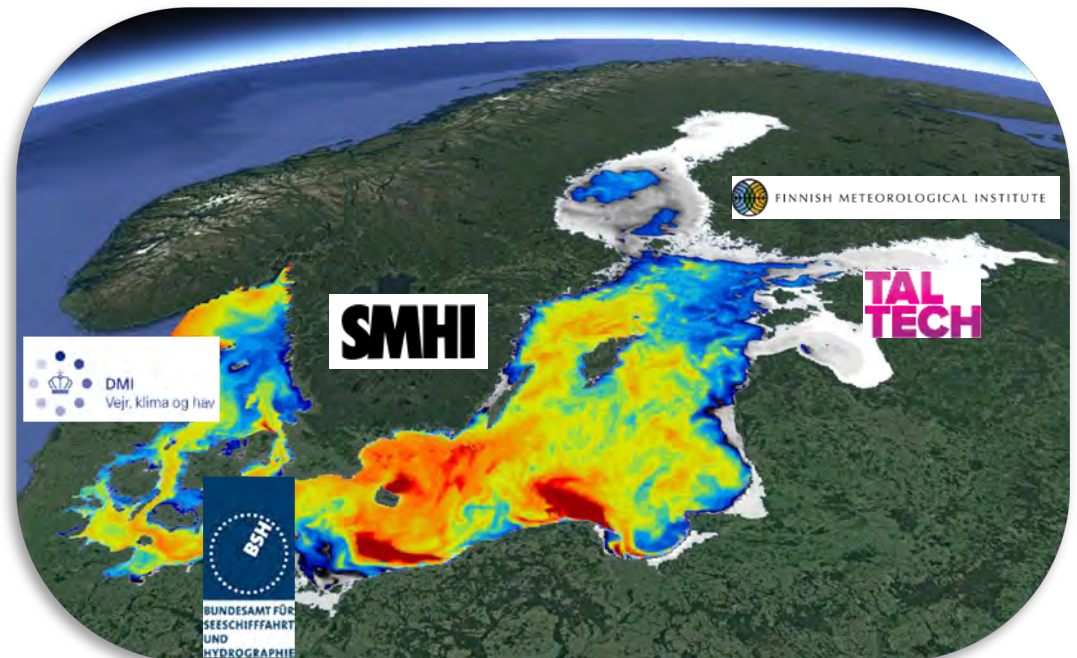 FINNISH METEOROLOGICAL INSTITUTE
TAL
TECH
SMHI
DMI
Vejr, klima og hav
BSH
BUNDESAMT FÜR
SEESCHIFFFAHRT
UND
HYDROGRAPHIE